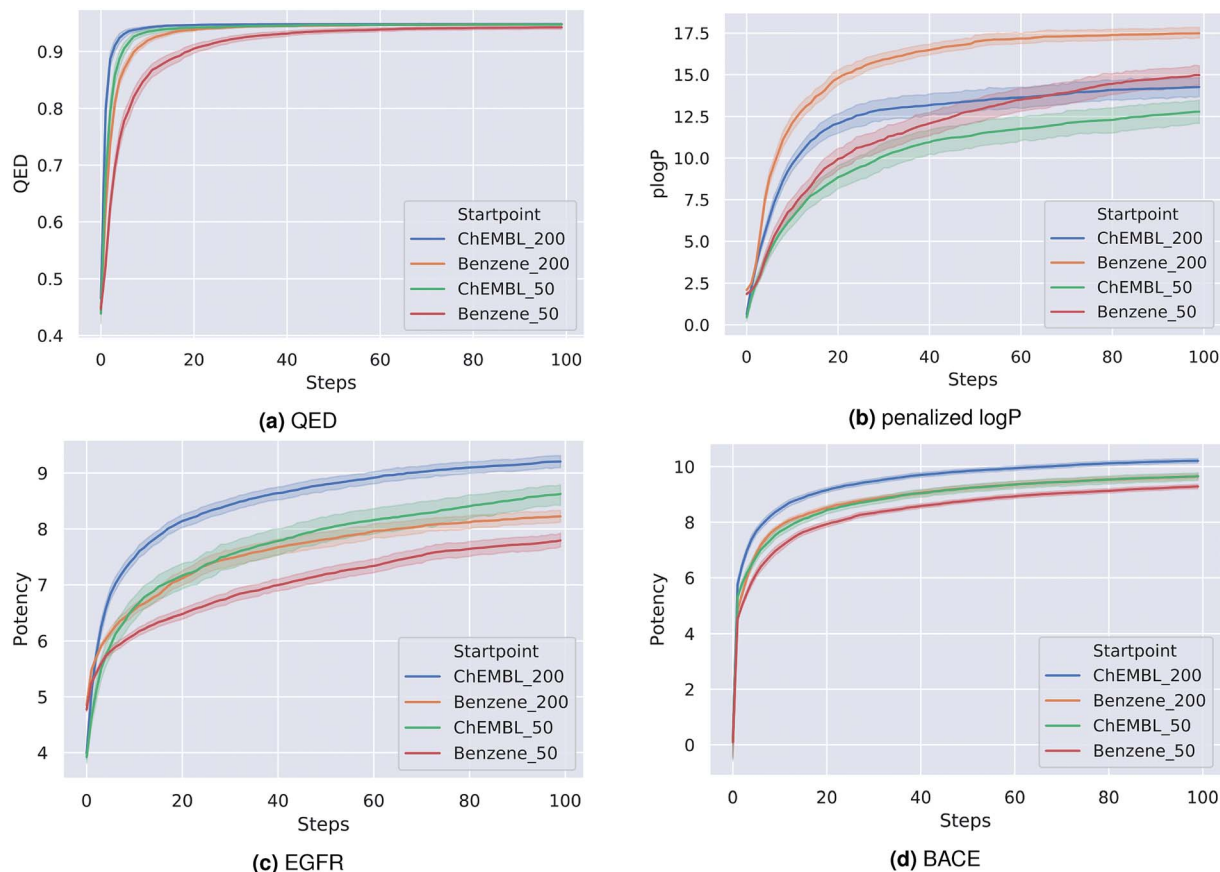 0.9
0.8
0.7
0.6
0.5
0.4
QED
0 20 40 60 80 100
Steps
Startpoint
ChEMBL_200
Benzene_200
ChEMBL_50
Benzene_50
(a) QED
17.5
15.0
12.5
10.0
7.5
5.0
2.5
0.0
plogP
0 20 40 60 80 100
Steps
Startpoint
ChEMBL_200
Benzene_200
ChEMBL_50
Benzene_50
(b) penalized logP
9
8
7
6
5
4
Potency
0 20 40 60 80 100
Steps
Startpoint
ChEMBL_200
Benzene_200
ChEMBL_50
Benzene_50
(c) EGFR
10
8
6
4
2
0
Potency
0 20 40 60 80 100
Steps
Startpoint
ChEMBL_200
Benzene_200
ChEMBL_50
Benzene_50
(d) BACE